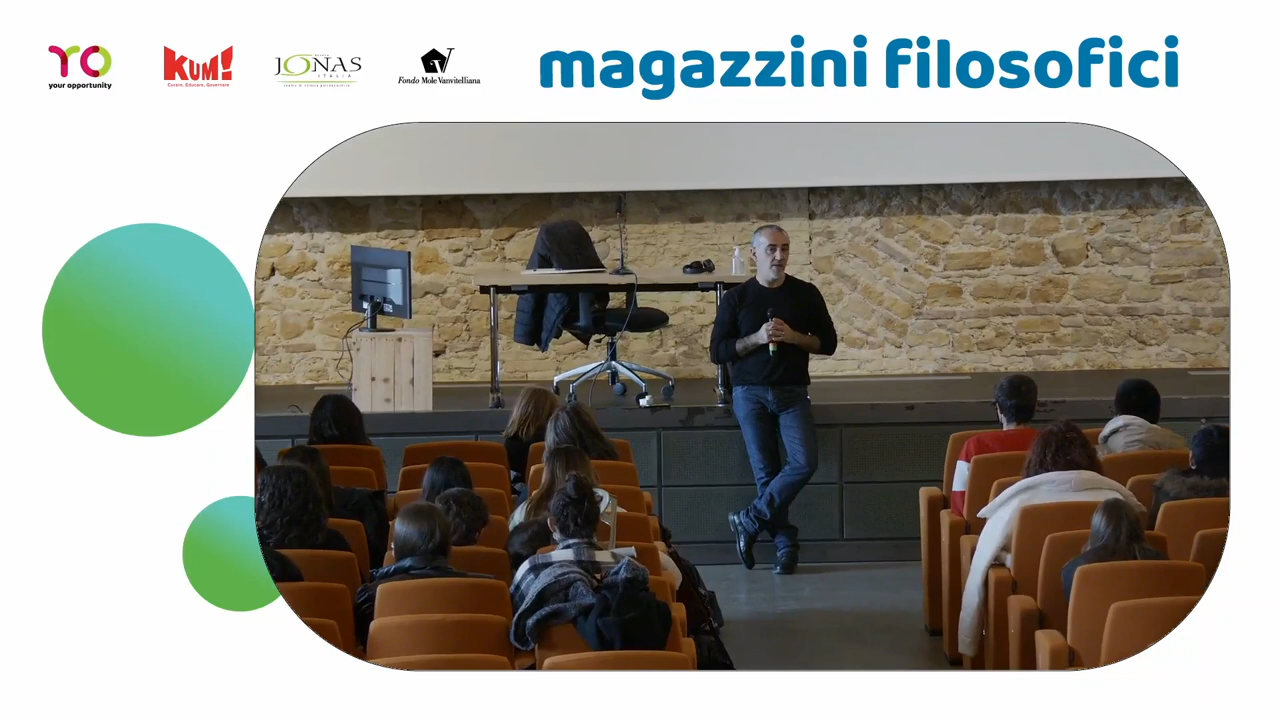 YO
your opportunity
KUM!
Curare, Educare, Governare
JONAS
ITALIA
Fondo Mole Vanvitelliana
magazzini filosofici